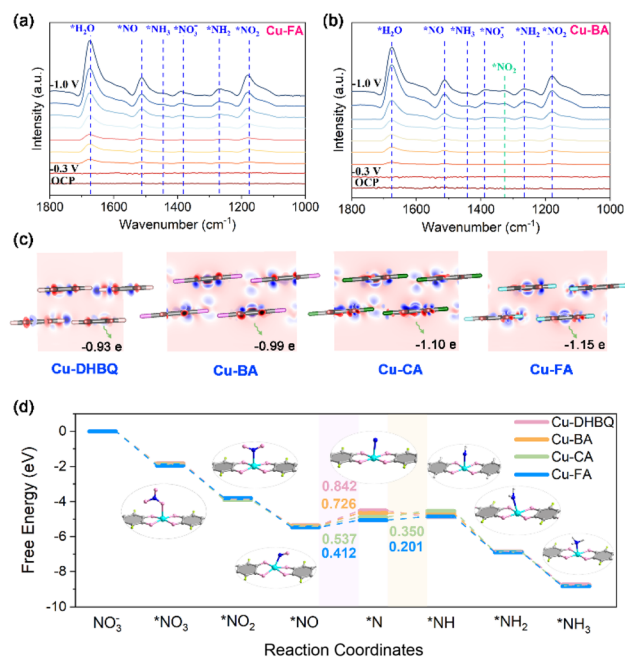 (a)
*H₂O
*NO
*NH₃
*NO₃⁻
*NH₂
*NO₂
Cu-FA
-1.0 V
-0.3 V
OCP
Intensity (a.u.)
1800
1600
1400
1200
1000
Wavenumber (cm⁻¹)
(b)
*H₂O
*NO
*NH₃
*NO₃⁻
*NH₂
*NO₂
Cu-BA
*NO₂
-1.0 V
-0.3 V
OCP
Intensity (a.u.)
1800
1600
1400
1200
1000
Wavenumber (cm⁻¹)
(c)
-0.93 e
-0.99 e
-1.10 e
-1.15 e
Cu-DHBQ
Cu-BA
Cu-CA
Cu-FA
(d)
Free Energy (eV)
0
-2
-4
-6
-8
-10
Cu-DHBQ
Cu-BA
Cu-CA
Cu-FA
0.842
0.726
0.537
0.412
0.350
0.201
NO₃⁻
*NO₃
*NO₂
*NO
*N
*NH
*NH₂
*NH₃
Reaction Coordinates